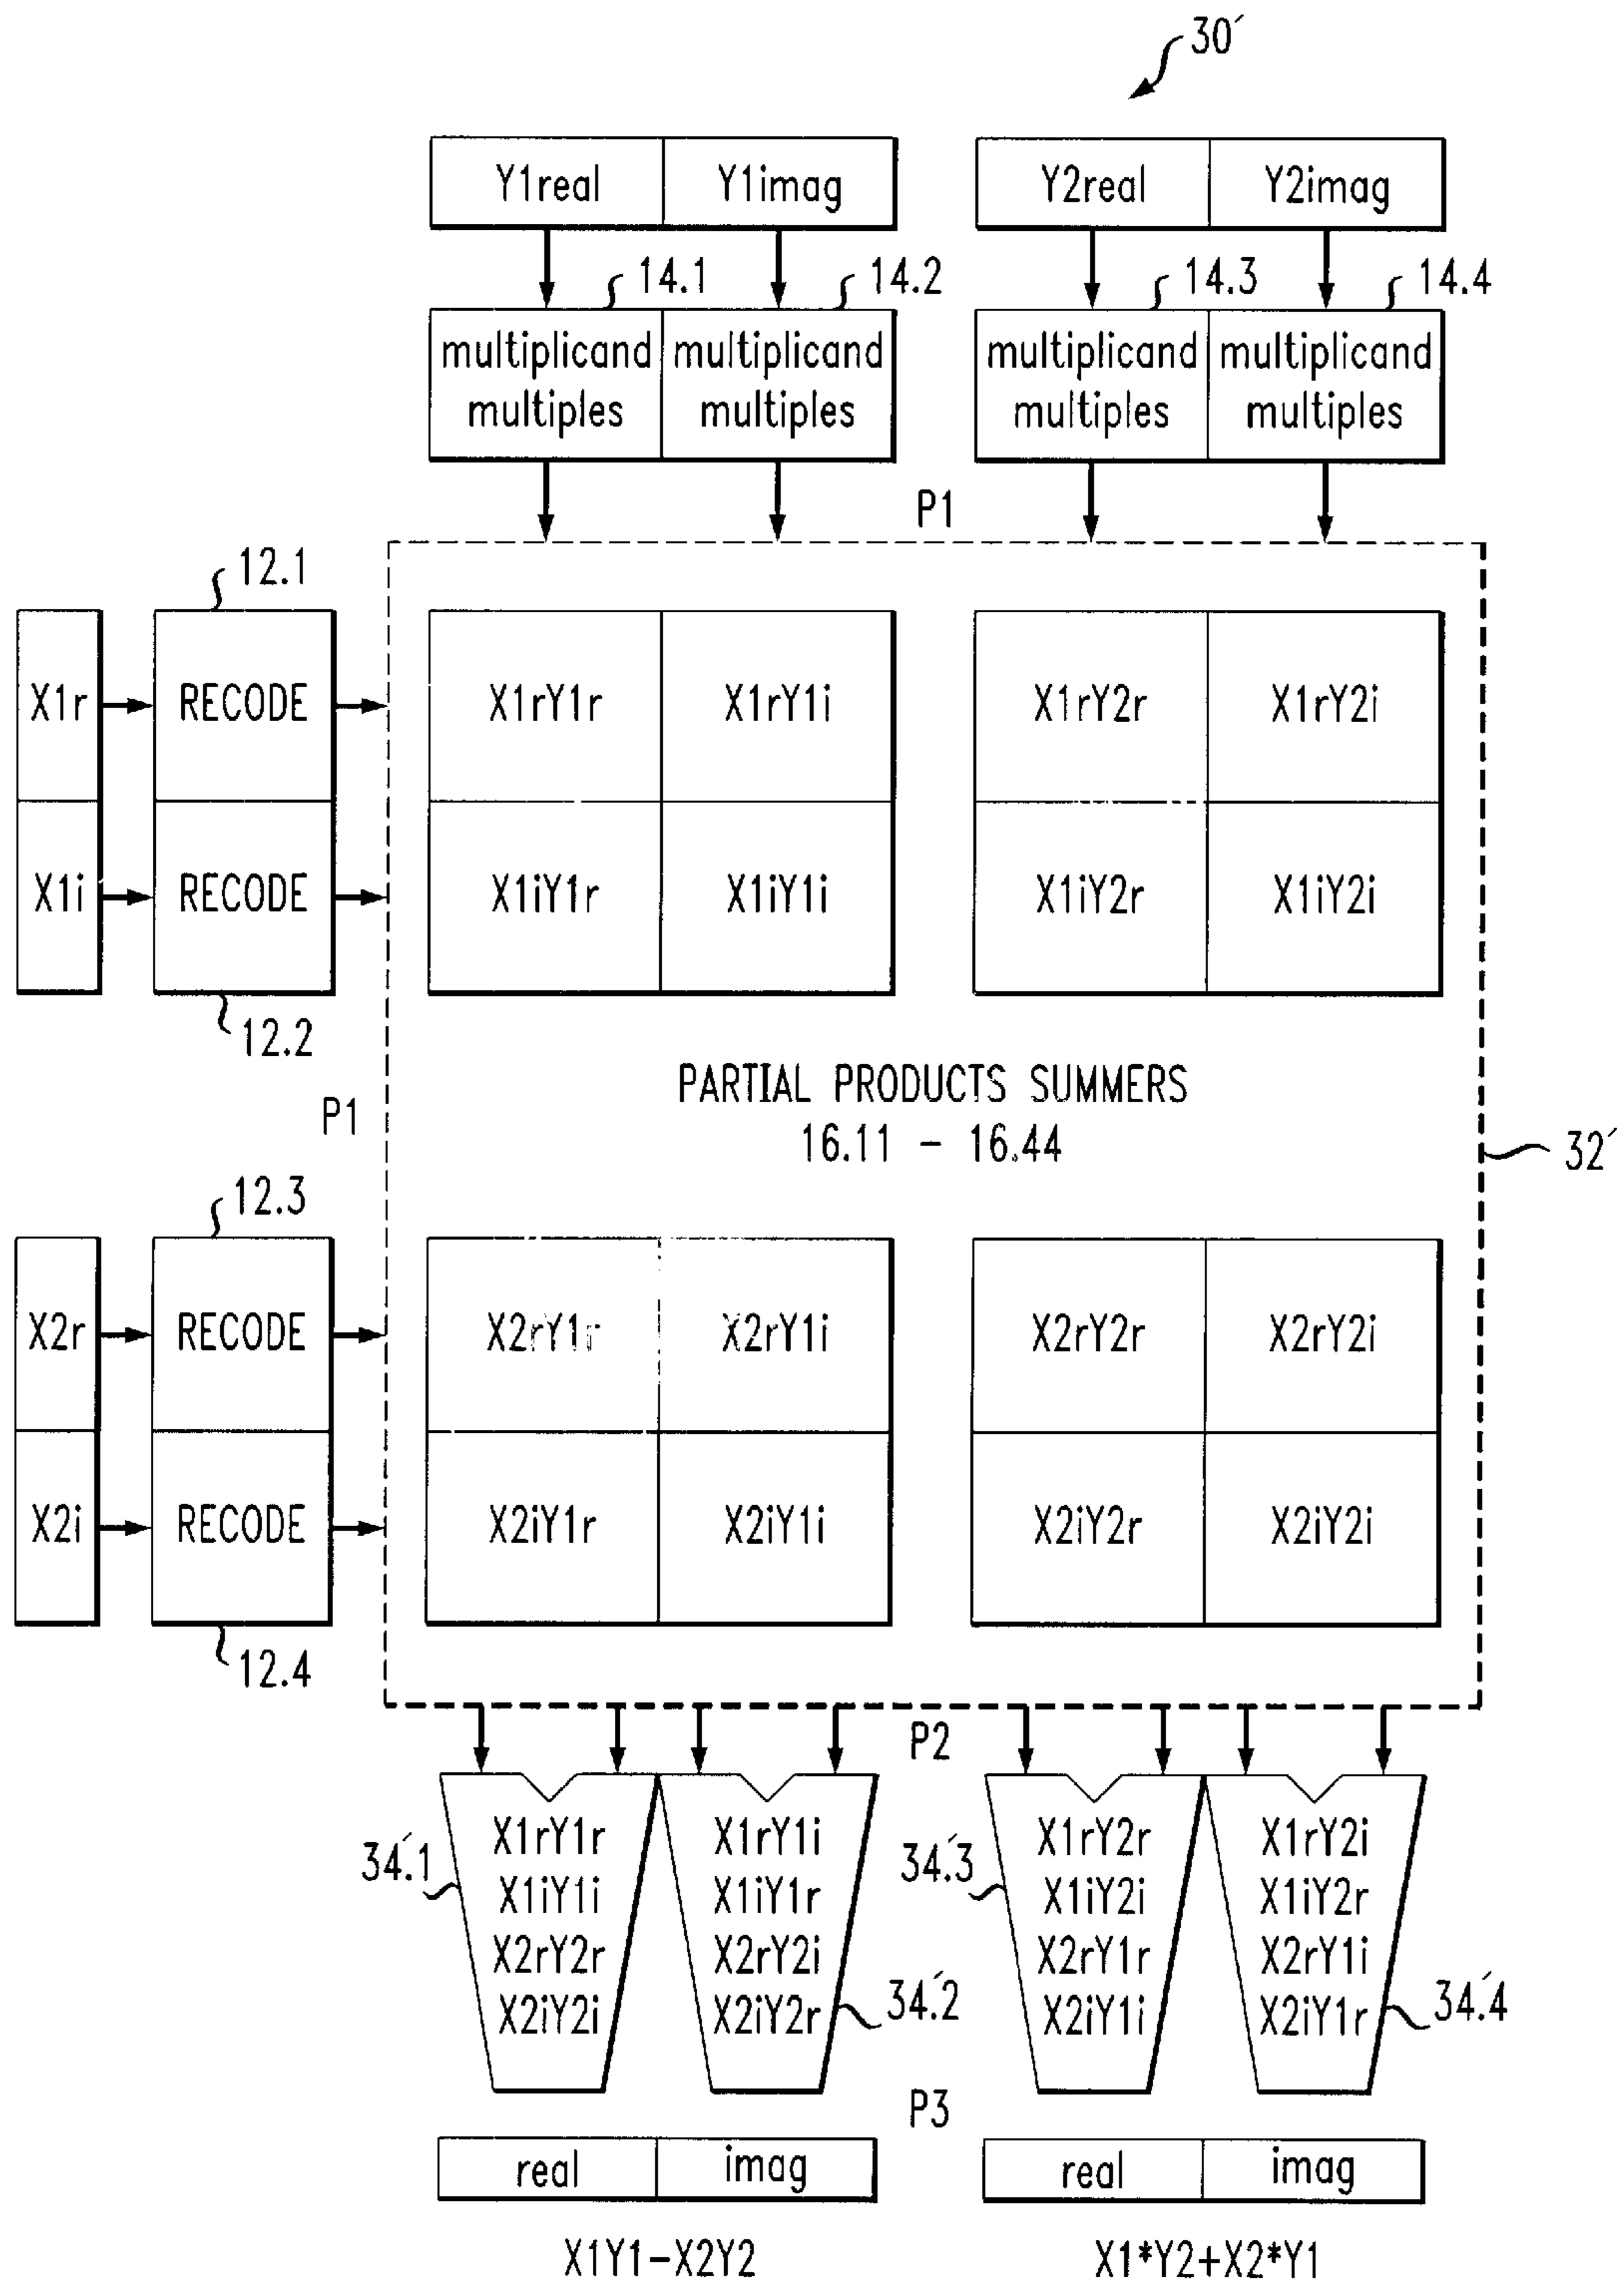 30′
Y1real Y1imag Y2real Y2imag
14.1 14.2 14.3 14.4
multiplicand multiplicand multiplicand multiplicand
multiples multiples multiples multiples
P1
12.1
X1r RECODE X1rY1r X1rY1i X1rY2r X1rY2i
X1i RECODE X1iY1r X1iY1i X1iY2r X1iY2i
12.2
PARTIAL PRODUCTS SUMMERS
P1
16.11 – 16.44
32′
12.3
X2r RECODE X2rY1r X2rY1i X2rY2r X2rY2i
X2i RECODE X2iY1r X2iY1i X2iY2r X2iY2i
12.4
P2
X1rY1r X1rY1i X1rY2r X1rY2i
34′.1 34′.3
X1iY1i X1iY1r X1iY2i X1iY2r
X2rY2r X2rY2i X2rY1r X2rY1i
X2iY2i X2iY2r X2iY1i X2iY1r
34′.2 34′.4
P3
real imag real imag
X1Y1–X2Y2 X1*Y2+X2*Y1